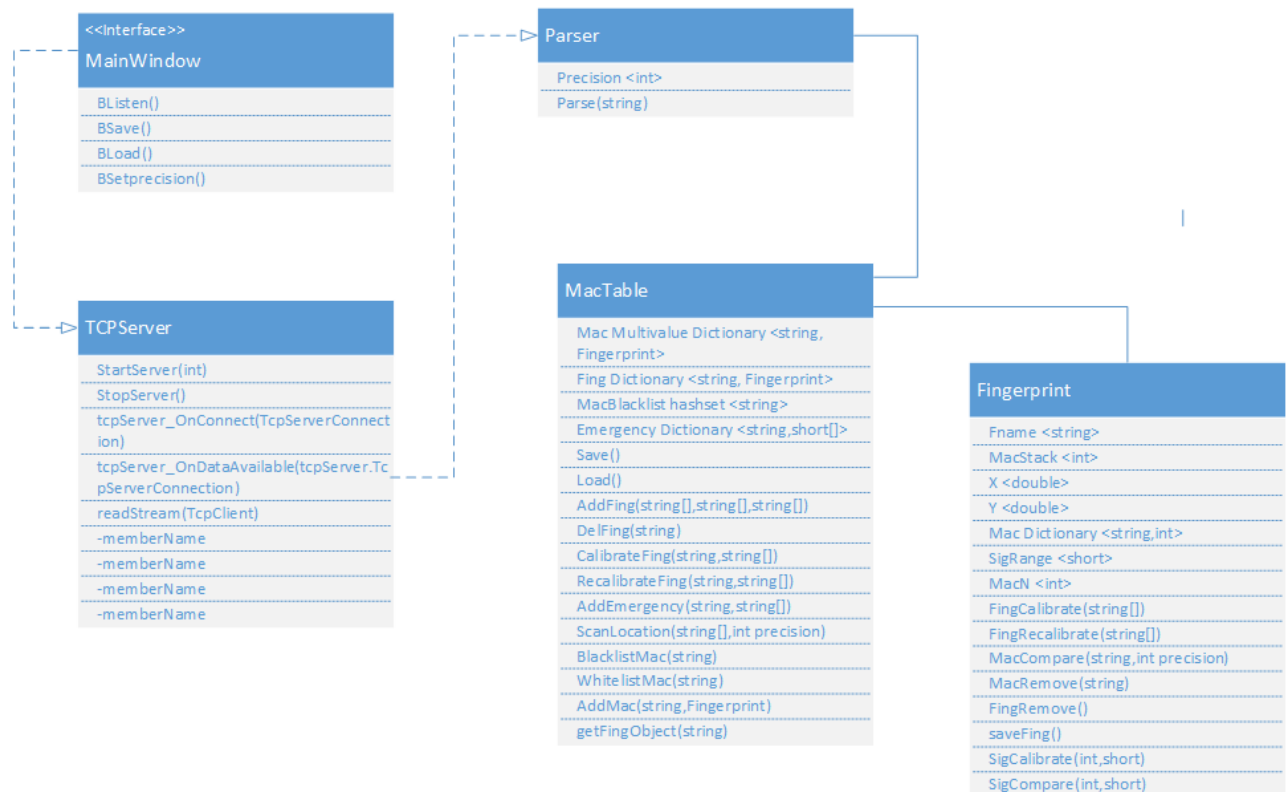 <<Interface>>
MainWindow
BListen()
BSave()
BLoad()
BSetprecision()
Parser
Precision <int>
Parse(string)
TCPServer
StartServer(int)
StopServer()
tcpServer_OnConnect(TcpServerConnect
ion)
tcpServer_OnDataAvailable(tcpServer.Tc
pServerConnection)
readStream(TcpClient)
-memberName
-memberName
-memberName
-memberName
MacTable
Mac Multivalue Dictionary <string,
Fingerprint>
Fing Dictionary <string, Fingerprint>
MacBlacklist hashset <string>
Emergency Dictionary <string,short[]>
Save()
Load()
AddFing(string[],string[],string[])
DelFing(string)
CalibrateFing(string,string[])
RecalibrateFing(string,string[])
AddEmergency(string,string[])
ScanLocation(string[],int precision)
BlacklistMac(string)
WhitelistMac(string)
AddMac(string,Fingerprint)
getFingObject(string)
Fingerprint
Fname <string>
MacStack <int>
X <double>
Y <double>
Mac Dictionary <string,int>
SigRange <short>
MacN <int>
FingCalibrate(string[])
FingRecalibrate(string[])
MacCompare(string,int precision)
MacRemove(string)
FingRemove()
saveFing()
SigCalibrate(int,short)
SigCompare(int,short)